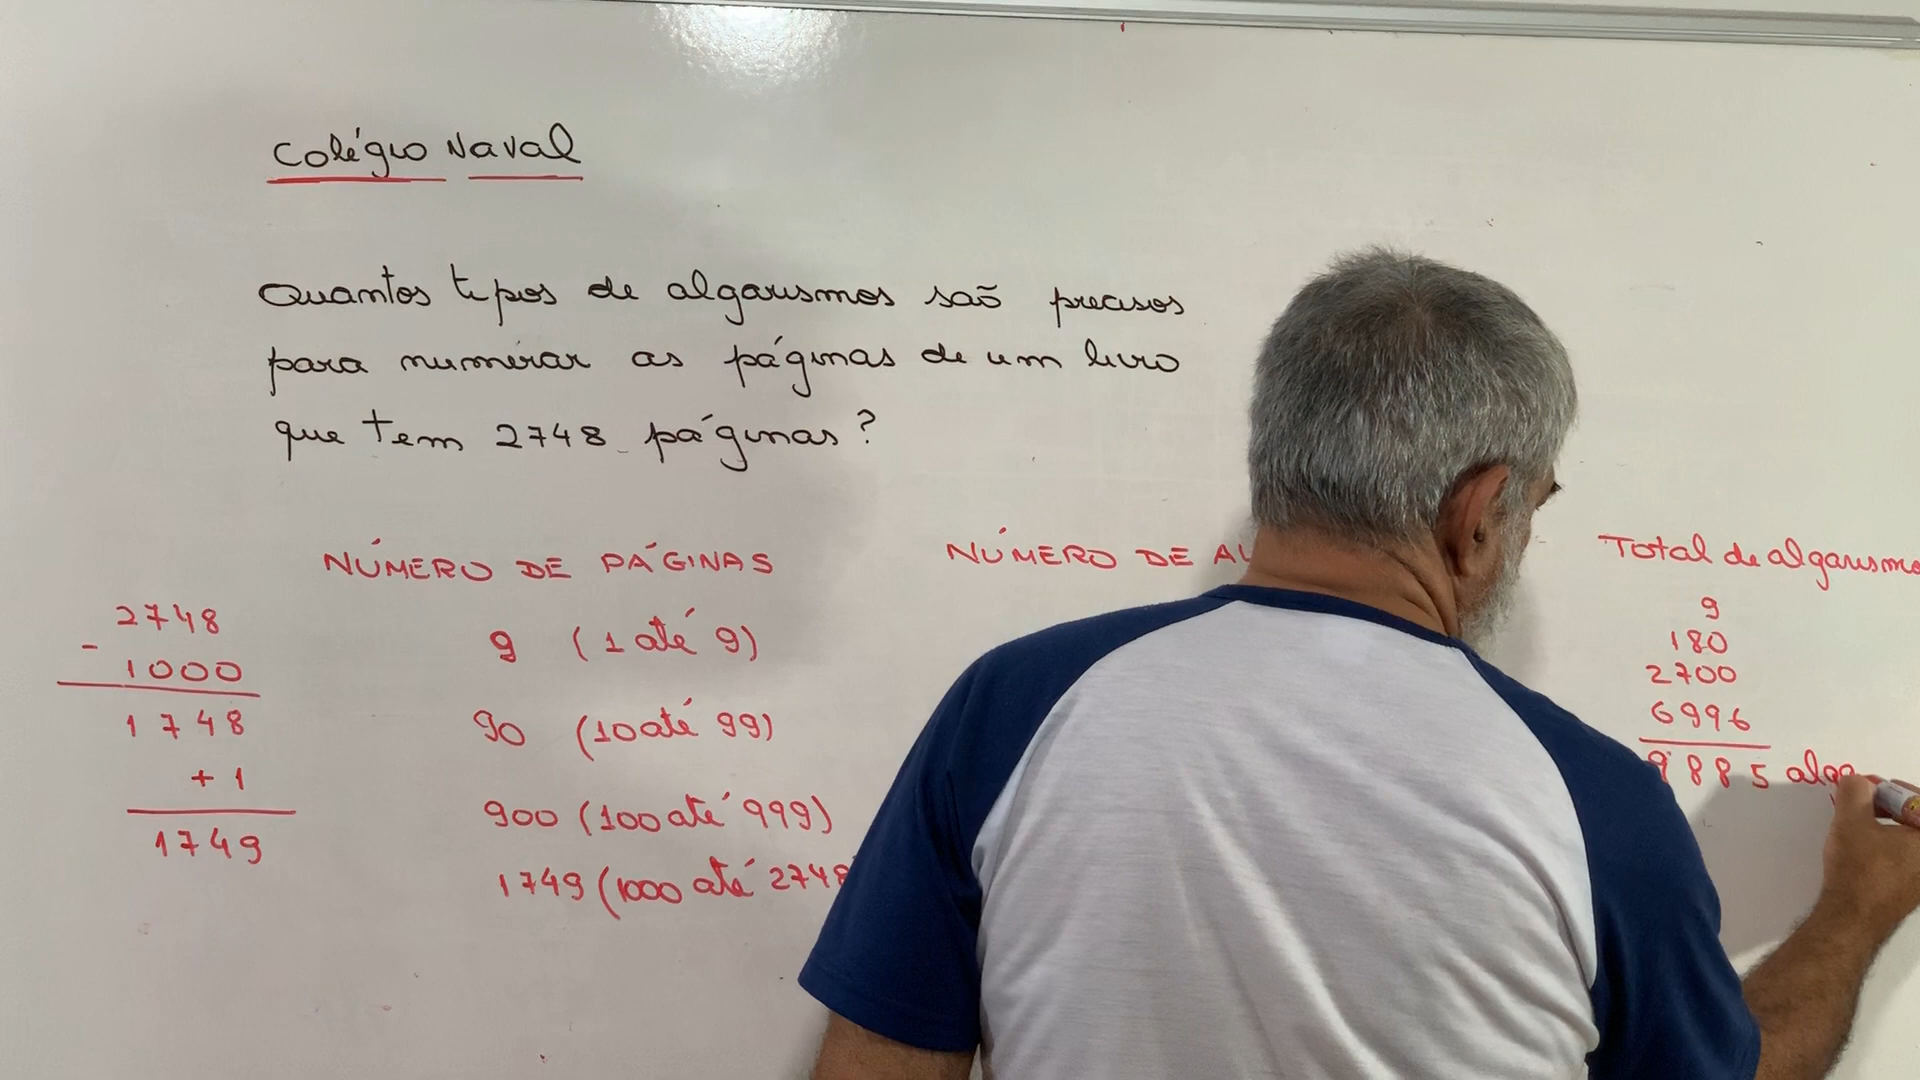 Colégio Naval
Quantos tipos de algarismos são precisos
para numerar as páginas de um livro
que tem 2748 páginas?
NÚMERO DE PÁGINAS
NÚMERO DE
Total de algarismo
2748
- 1000
1748
+ 1
1749
9 (1 até 9)
90 (10 até 99)
900 (100 até 999)
1749 (1000 até 2748
9
180
2700
6996
9885